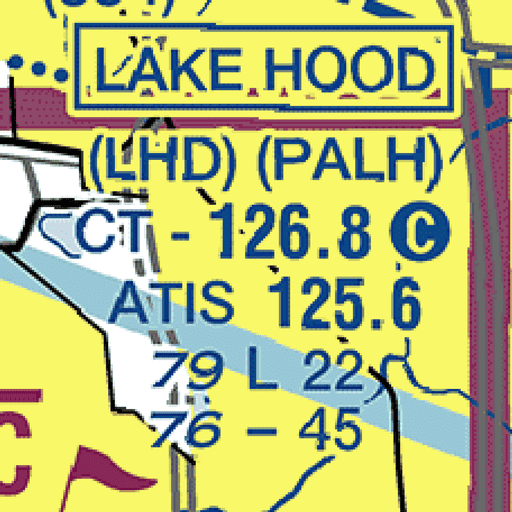 LAKE HOOD
(LHD) (PALH)
CT - 126.8 C
ATIS 125.6
79 L 22
76 - 45
C